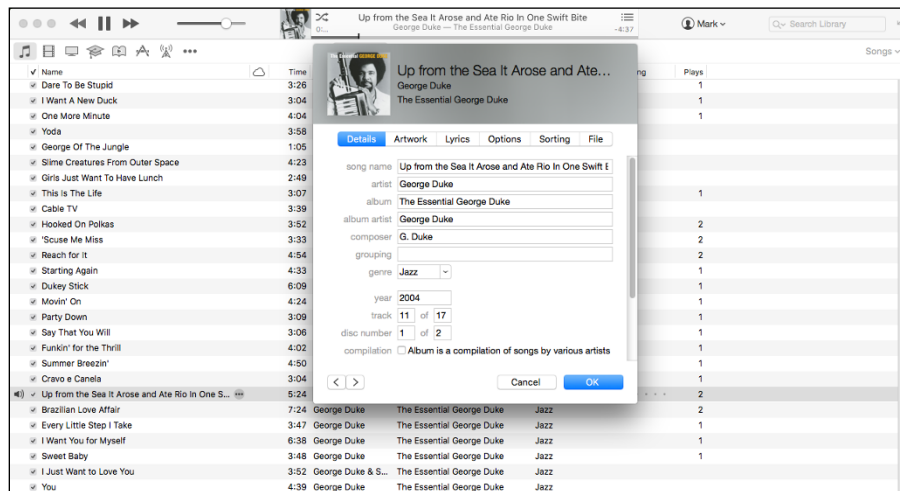 Up from the Sea It Arose and Ate Rio In One Swift Bite
George Duke — The Essential George Duke
-4:37
Mark
Search Library
Songs
Name Time Plays
Dare To Be Stupid 3:26 1
I Want A New Duck 3:04 1
One More Minute 4:04 1
Yoda 3:58
George Of The Jungle 1:05
Slime Creatures From Outer Space 4:23
Girls Just Want To Have Lunch 2:49
This Is The Life 3:07 1
Cable TV 3:39
Hooked On Polkas 3:52 2
'Scuse Me Miss 3:33 2
Reach for It 4:54 2
Starting Again 4:33 1
Dukey Stick 6:09 1
Movin' On 4:24 1
Party Down 3:09 1
Say That You Will 3:06 1
Funkin' for the Thrill 4:02 1
Summer Breezin' 4:50 1
Cravo e Canela 3:04 1
Up from the Sea It Arose and Ate Rio In One S... 5:24 2
Brazilian Love Affair 7:24 George Duke The Essential George Duke Jazz 2
Every Little Step I Take 3:47 George Duke The Essential George Duke Jazz 1
I Want You for Myself 6:38 George Duke The Essential George Duke Jazz 1
Sweet Baby 3:48 George Duke The Essential George Duke Jazz 1
I Just Want to Love You 3:52 George Duke & S... The Essential George Duke Jazz
You 4:39 George Duke The Essential George Duke Jazz
Up from the Sea It Arose and Ate...
George Duke
The Essential George Duke
Details Artwork Lyrics Options Sorting File
song name Up from the Sea It Arose and Ate Rio In One Swift
artist George Duke
album The Essential George Duke
album artist George Duke
composer G. Duke
grouping
genre Jazz
year 2004
track 11 of 17
disc number 1 of 2
compilation Album is a compilation of songs by various artists
Cancel OK